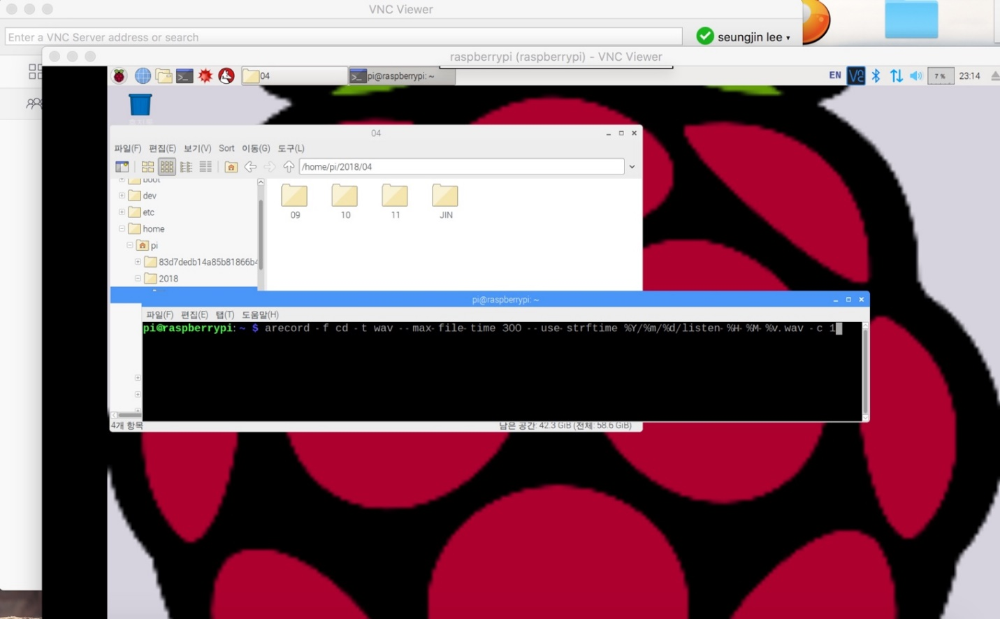 VNC Viewer
Enter a VNC Server address or search
seungjin lee
raspberrypi (raspberrypi) - VNC Viewer
04
pi@raspberrypi: ~
EN
7 %
23:14
04
파일(F) 편집(E) 보기(V) Sort 이동(G) 도구(L)
/home/pi/2018/04
boot
dev
etc
home
pi
83d7dedb14a85b81866b4
2018
09
10
11
JIN
pi@raspberrypi: ~
파일(F) 편집(E) 탭(T) 도움말(H)
pi@raspberrypi:~ $ arecord -f cd -t wav --max-file-time 300 --use-strftime %Y/%m/%d/listen-%H-%M-%v.wav -c 1
4개 항목
남은 공간: 42.3 GiB (전체: 58.6 GiB)